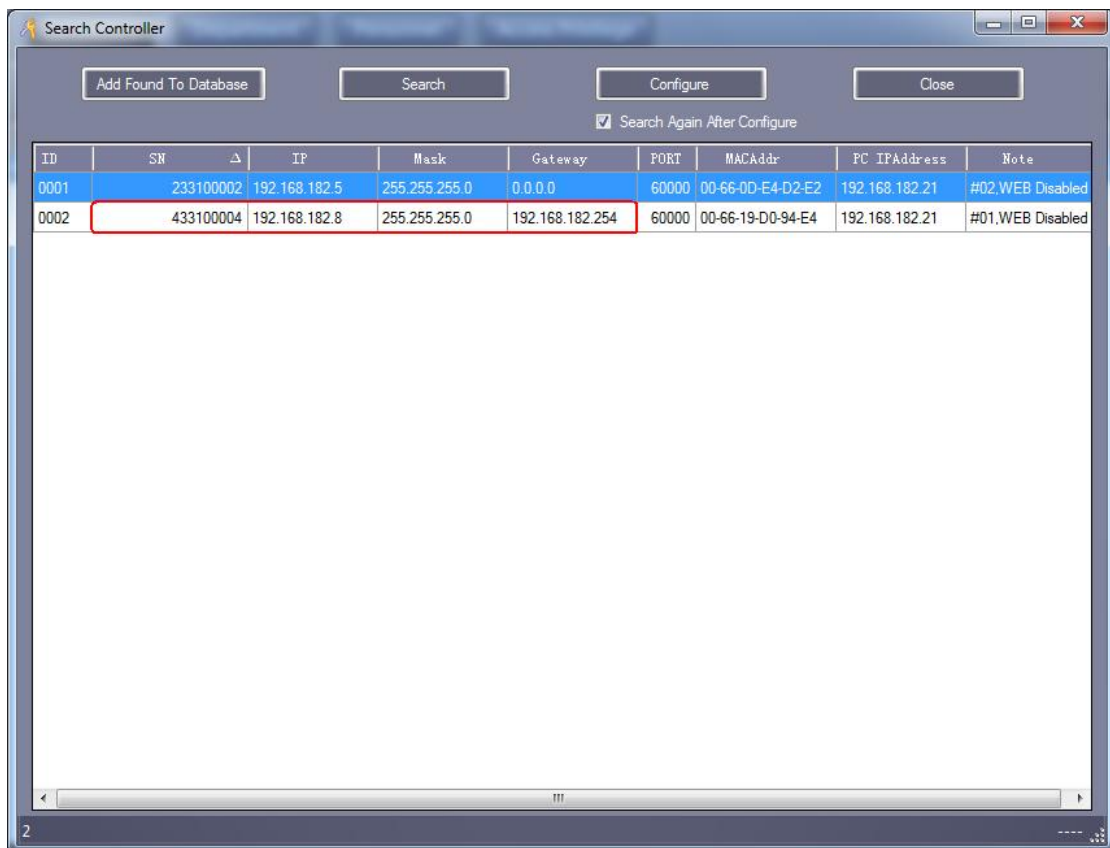 Search Controller
Add Found To Database Search Configure Close
Search Again After Configure
ID SN Δ IP Mask Gateway PORT MACAddr PC IPAddress Note
0001 233100002 192.168.182.5 255.255.255.0 0.0.0.0 60000 00-66-0D-E4-D2-E2 192.168.182.21 #02,WEB Disabled
0002 433100004 192.168.182.8 255.255.255.0 192.168.182.254 60000 00-66-19-D0-94-E4 192.168.182.21 #01,WEB Disabled
2 ----